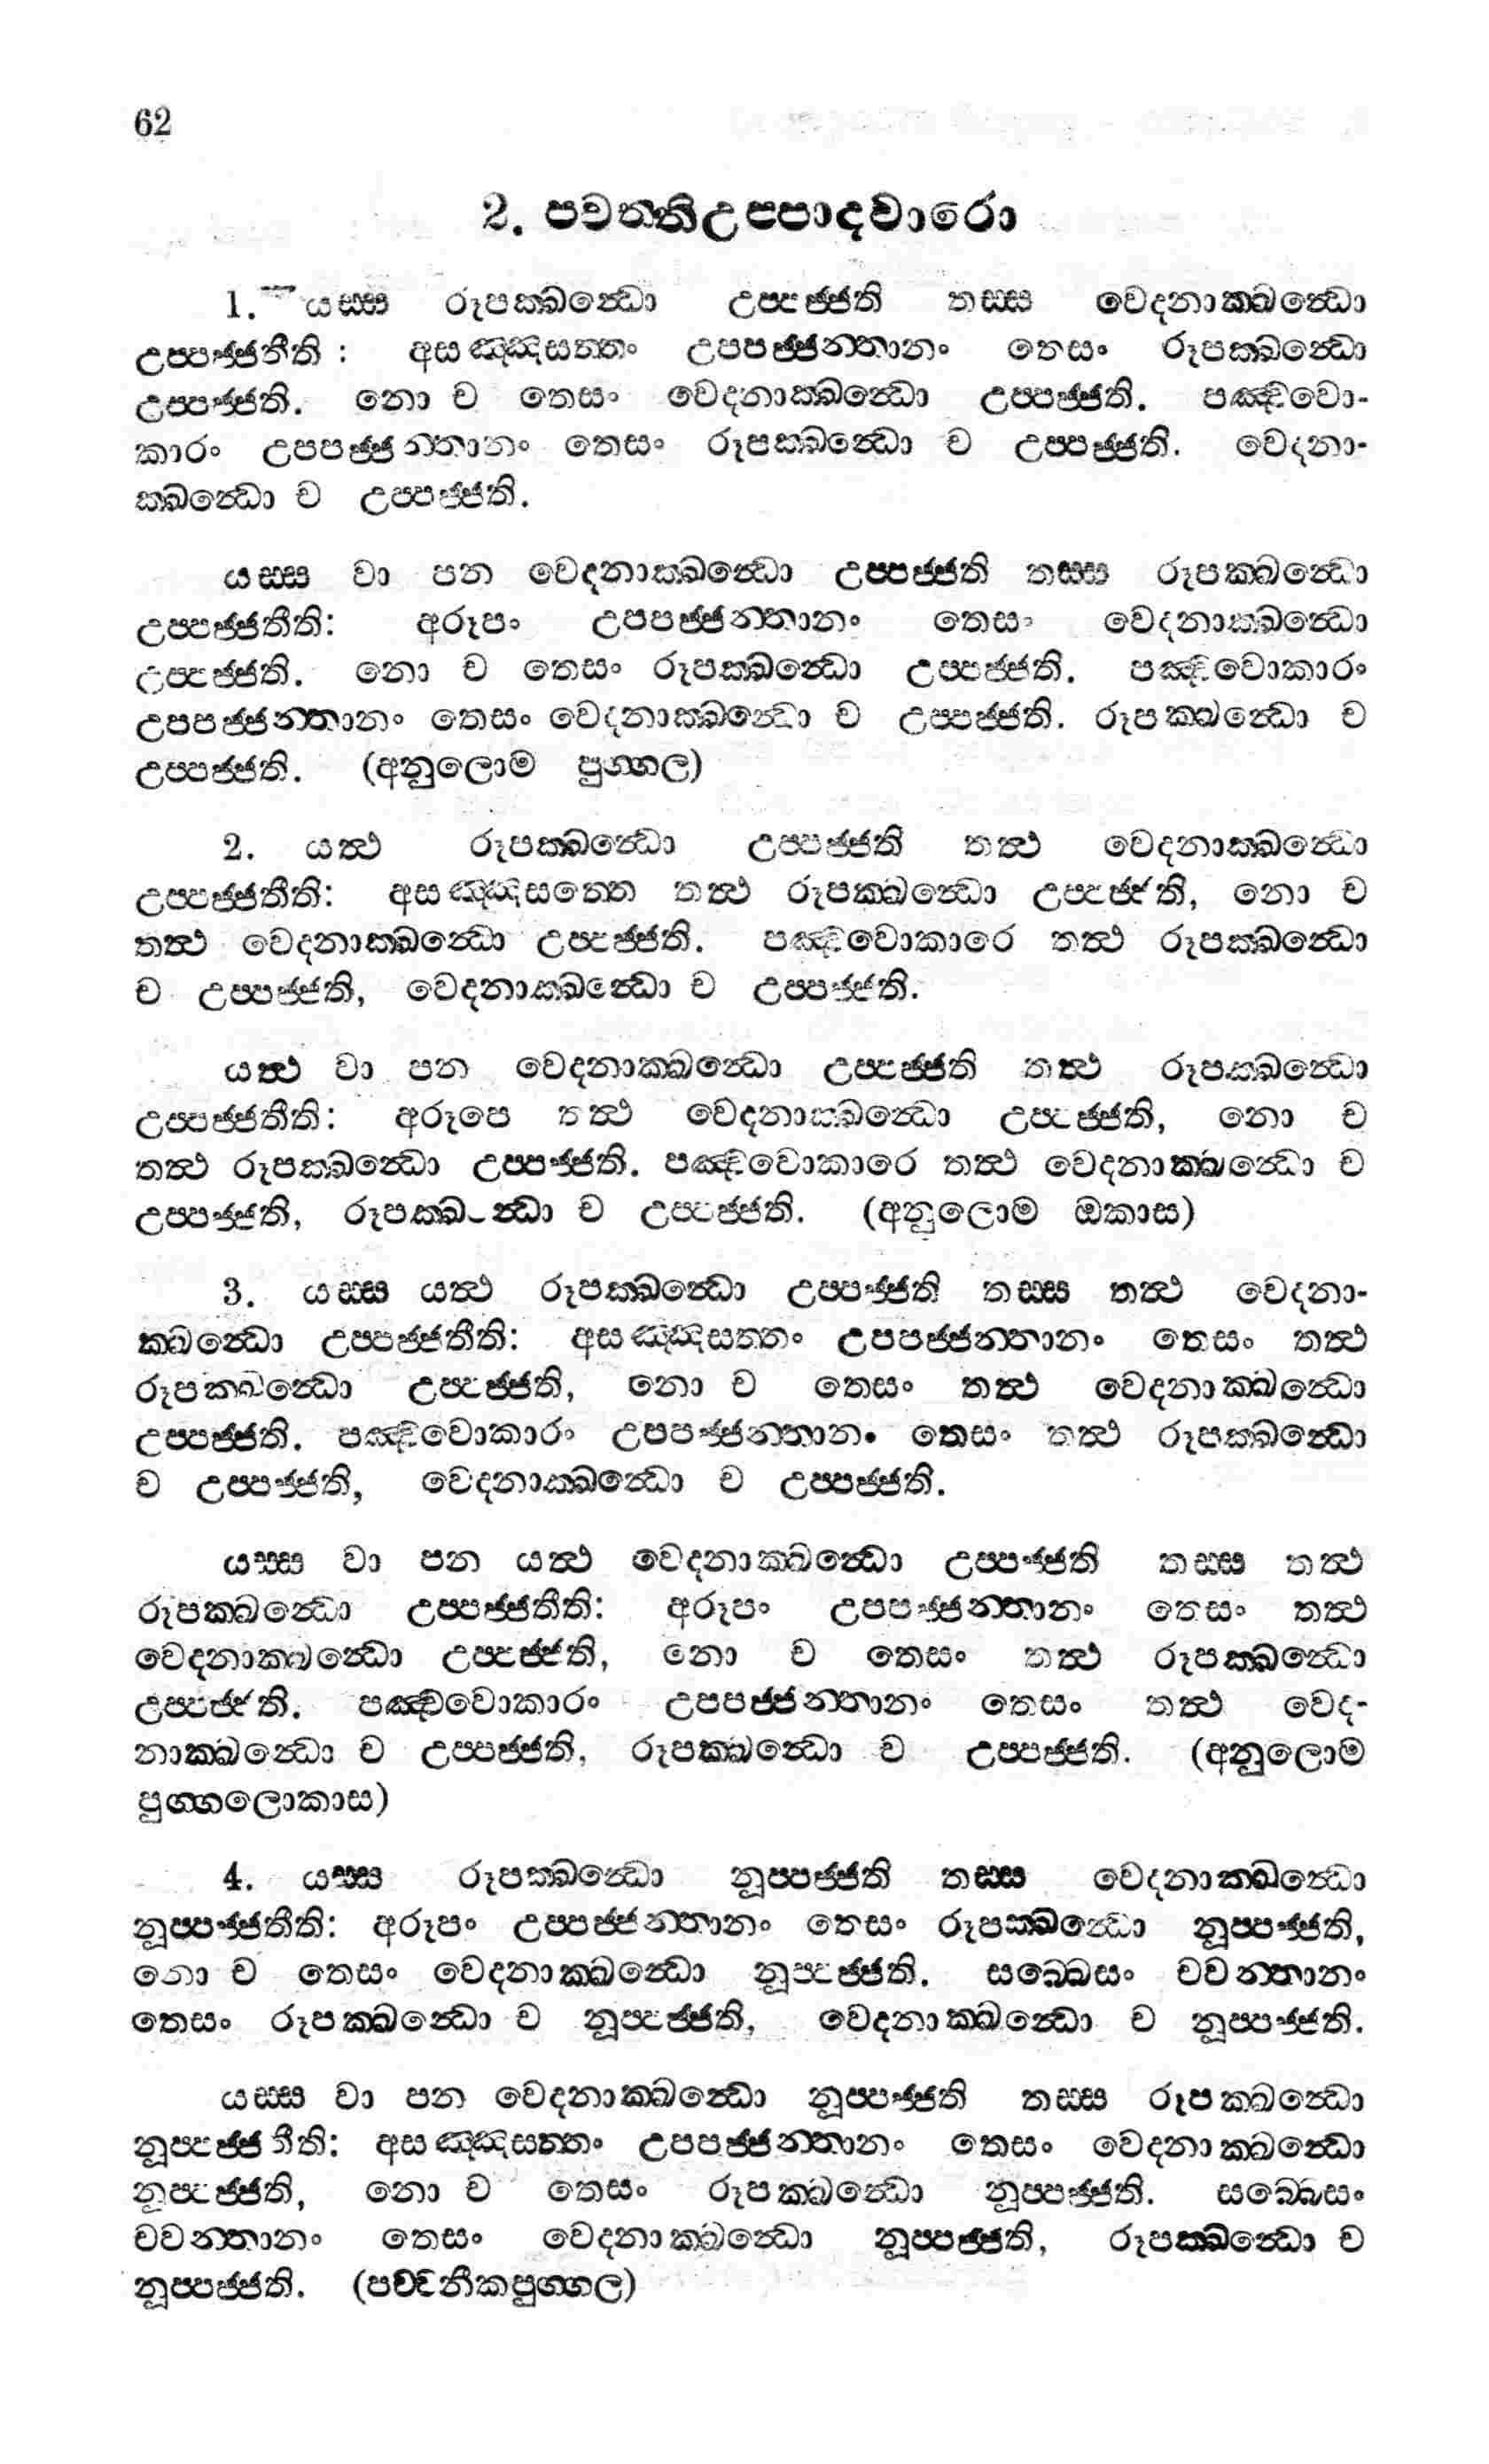 62
2. පවත්තිඋප්පාදවාරො
1. යස්ස රූපක්ඛන්ධො උප්පජ්ජති තස්ස වෙදනාක්ඛන්ධො
උප්පජ්ජතීති: අසඤ්ඤසත්තං උපපජ්ජන්තානං තෙසං රූපක්ඛන්ධො
උප්පජ්ජති. නො ච තෙසං වෙදනාක්ඛන්ධො උප්පජ්ජති. පඤ්චවො-
කාරං උපපජ්ජන්තානං තෙසං රූපක්ඛන්ධො ච උප්පජ්ජති. වෙදනා-
ක්ඛන්ධො ච උප්පජ්ජති.
යස්ස වා පන වෙදනාක්ඛන්ධො උප්පජ්ජති තස්ස රූපක්ඛන්ධො
උප්පජ්ජතීති: අරූපං උපපජ්ජන්තානං තෙසං වෙදනාක්ඛන්ධො
උප්පජ්ජති. නො ච තෙසං රූපක්ඛන්ධො උප්පජ්ජති. පඤ්චවොකාරං
උපපජ්ජන්තානං තෙසං වෙදනාක්ඛන්ධො ච උප්පජ්ජති. රූපක්ඛන්ධො ච
උප්පජ්ජති. (අනුලොම පුග්ගල)
2. යත්ථ රූපක්ඛන්ධො උප්පජ්ජති තත්ථ වෙදනාක්ඛන්ධො
උප්පජ්ජතීති: අසඤ්ඤසත්තෙ තත්ථ රූපක්ඛන්ධො උප්පජ්ජති, නො ච
තත්ථ වෙදනාක්ඛන්ධො උප්පජ්ජති. පඤ්චවොකාරෙ තත්ථ රූපක්ඛන්ධො
ච උප්පජ්ජති, වෙදනාක්ඛන්ධො ච උප්පජ්ජති.
යත්ථ වා පන වෙදනාක්ඛන්ධො උප්පජ්ජති තත්ථ රූපක්ඛන්ධො
උප්පජ්ජතීති: අරූපෙ තත්ථ වෙදනාක්ඛන්ධො උප්පජ්ජති, නො ච
තත්ථ රූපක්ඛන්ධො උප්පජ්ජති. පඤ්චවොකාරෙ තත්ථ වෙදනාක්ඛන්ධො ච
උප්පජ්ජති, රූපක්ඛන්ධො ච උප්පජ්ජති. (අනුලොම ඔකාස)
3. යස්ස යත්ථ රූපක්ඛන්ධො උප්පජ්ජති තස්ස තත්ථ වෙදනා-
ක්ඛන්ධො උප්පජ්ජතීති: අසඤ්ඤසත්තං උපපජ්ජන්තානං තෙසං තත්ථ
රූපක්ඛන්ධො උප්පජ්ජති, නො ච තෙසං තත්ථ වෙදනාක්ඛන්ධො
උප්පජ්ජති. පඤ්චවොකාරං උපපජ්ජන්තානං තෙසං තත්ථ රූපක්ඛන්ධො
ච උප්පජ්ජති, වෙදනාක්ඛන්ධො ච උප්පජ්ජති.
යස්ස වා පන යත්ථ වෙදනාක්ඛන්ධො උප්පජ්ජති තස්ස තත්ථ
රූපක්ඛන්ධො උප්පජ්ජතීති: අරූපං උපපජ්ජන්තානං තෙසං තත්ථ
වෙදනාක්ඛන්ධො උප්පජ්ජති, නො ච තෙසං තත්ථ රූපක්ඛන්ධො
උප්පජ්ජති. පඤ්චවොකාරං උපපජ්ජන්තානං තෙසං තත්ථ වෙද-
නාක්ඛන්ධො ච උප්පජ්ජති, රූපක්ඛන්ධො ච උප්පජ්ජති. (අනුලොම
පුග්ගලොකාස)
4. යස්ස රූපක්ඛන්ධො නූප්පජ්ජති තස්ස වෙදනාක්ඛන්ධො
නූප්පජ්ජතීති: අරූපං උප්පජ්ජන්තානං තෙසං රූපක්ඛන්ධො නූප්පජ්ජති,
නො ච තෙසං වෙදනාක්ඛන්ධො නූප්පජ්ජති. සබ්බෙසං චවන්තානං
තෙසං රූපක්ඛන්ධො ච නූප්පජ්ජති, වෙදනාක්ඛන්ධො ච නූප්පජ්ජති.
යස්ස වා පන වෙදනාක්ඛන්ධො නූප්පජ්ජති තස්ස රූපක්ඛන්ධො
නූප්පජ්ජතීති: අසඤ්ඤසත්තං උපපජ්ජන්තානං තෙසං වෙදනාක්ඛන්ධො
නූප්පජ්ජති, නො ච තෙසං රූපක්ඛන්ධො නූප්පජ්ජති. සබ්බෙසං
චවන්තානං තෙසං වෙදනාක්ඛන්ධො නූප්පජ්ජති, රූපක්ඛන්ධො ච
නූප්පජ්ජති. (පච්චනීකපුග්ගල)